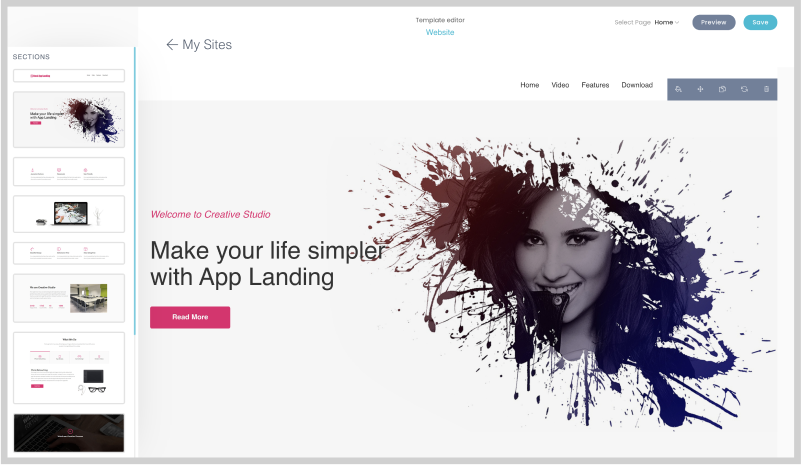 Template editor
Website
Select Page Home
Preview
Save
← My Sites
SECTIONS
Home Video Features Download
Welcome to Creative Studio
Make your life simpler
with App Landing
Read More
Make your life simpler
with App Landing